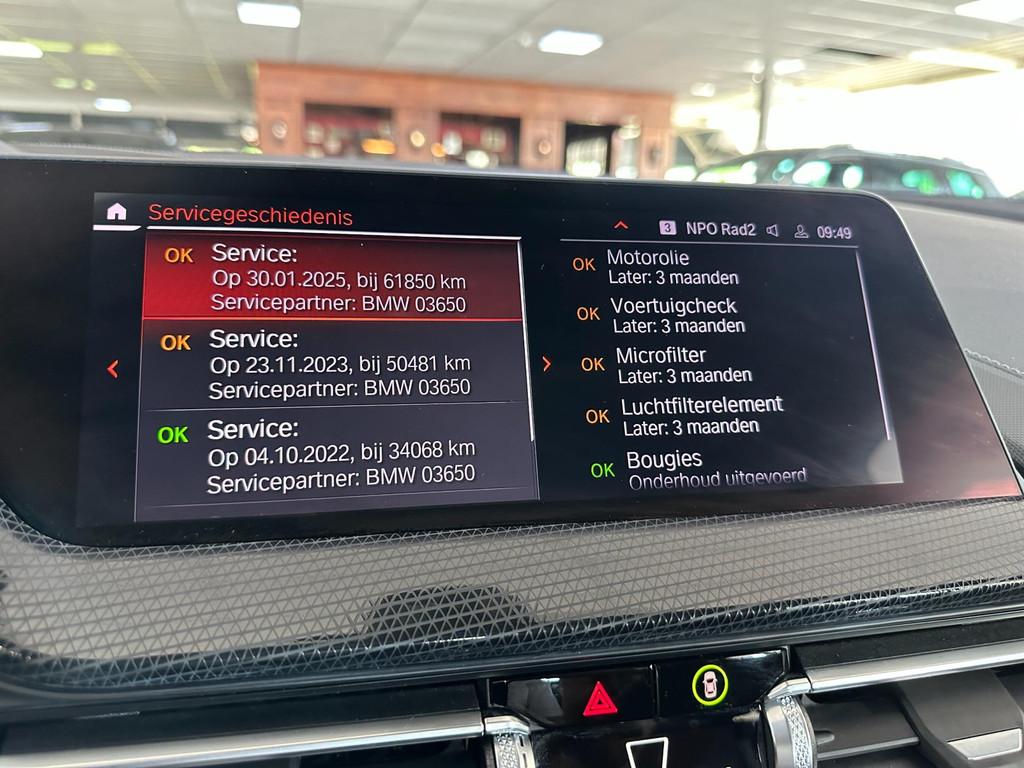 Servicegeschiedenis
3 NPO Rad2 09:49
OK Service:
Op 30.01.2025, bij 61850 km
Servicepartner: BMW 03650
OK Service:
Op 23.11.2023, bij 50481 km
Servicepartner: BMW 03650
OK Service:
Op 04.10.2022, bij 34068 km
Servicepartner: BMW 03650
OK Motorolie
Later: 3 maanden
OK Voertuigcheck
Later: 3 maanden
OK Microfilter
Later: 3 maanden
OK Luchtfilterelement
Later: 3 maanden
OK Bougies
Onderhoud uitgevoerd